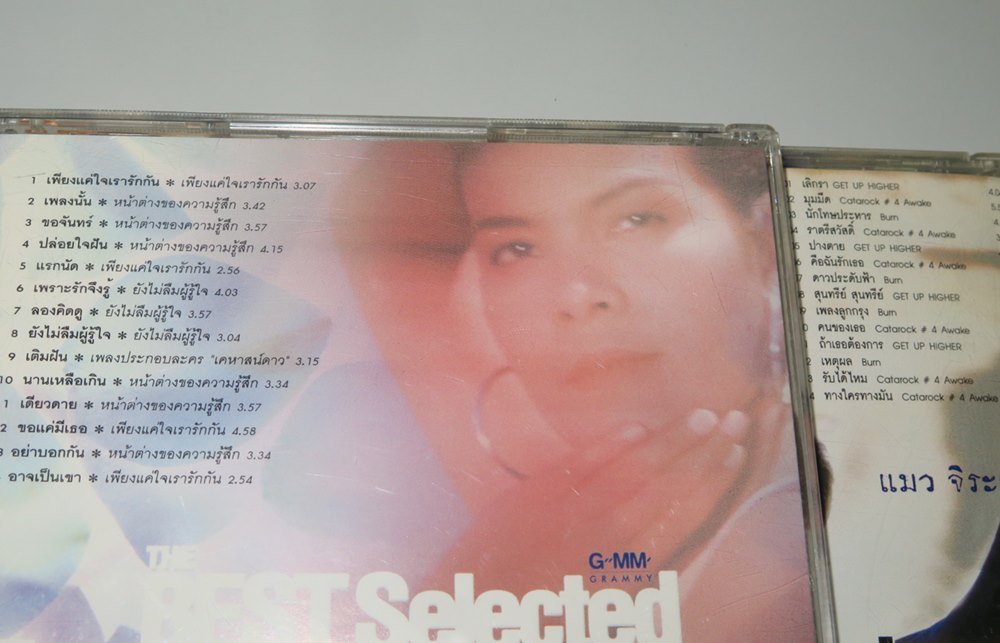 1 เพียงแค่ใจเรารักกัน * เพียงแค่ใจเรารักกัน 3.07
2 เพลงนั้น * หน้าต่างของความรู้สึก 3.42
3 ขอจันทร์ * หน้าต่างของความรู้สึก 3.57
4 ปล่อยใจฝัน * หน้าต่างของความรู้สึก 4.15
5 แรกนัด * เพียงแค่ใจเรารักกัน 2.56
6 เพราะรักจึงรู้ * ยังไม่ลืมผู้รู้ใจ 4.03
7 ลองคิดดู * ยังไม่ลืมผู้รู้ใจ 3.57
8 ยังไม่ลืมผู้รู้ใจ * ยังไม่ลืมผู้รู้ใจ 3.04
9 เติมฝัน * เพลงประกอบละคร "เคหาสน์ดาว" 3.15
10 นานเหลือเกิน * หน้าต่างของความรู้สึก 3.34
1 เดียวดาย * หน้าต่างของความรู้สึก 3.57
2 ขอแค่มีเธอ * เพียงแค่ใจเรารักกัน 4.58
3 อย่าบอกกัน * หน้าต่างของความรู้สึก 3.34
อาจเป็นเขา * เพียงแค่ใจเรารักกัน 2.54
THE
BEST Selected
G"MM'
GRAMMY
01 เลิกรา GET UP HIGHER
2 มุมมืด Catarock # 4 Awake
3 นักโทษประหาร Burn
4 ราตรีสวัสดิ์ Catarock # 4 Awake
5 ปางตาย GET UP HIGHER
6 คือฉันรักเธอ Catarock # 4 Awake
7 ดาวประดับฟ้า Burn
8 สุนทรีย์ สุนทรีย์ GET UP HIGHER
9 เพลงลูกกรุง Burn
0 คนของเธอ Catarock # 4 Awake
1 ถ้าเธอต้องการ GET UP HIGHER
2 เหตุผล Burn
3 รับได้ไหม Catarock # 4 Awake
4 ทางใครทางมัน Catarock # 4 Awake
แมว จิระ